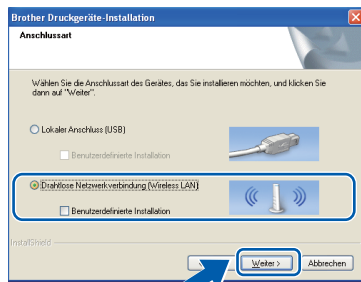 Brother Druckgeräte-Installation
Anschlussart
Wählen Sie die Anschlussart des Gerätes, das Sie installieren möchten, und klicken Sie
dann auf "Weiter".
Lokaler Anschluss (USB)
Benutzerdefinierte Installation
Drahtlose Netzwerkverbindung (Wireless LAN)
Benutzerdefinierte Installation
InstallShield
Weiter >
Abbrechen